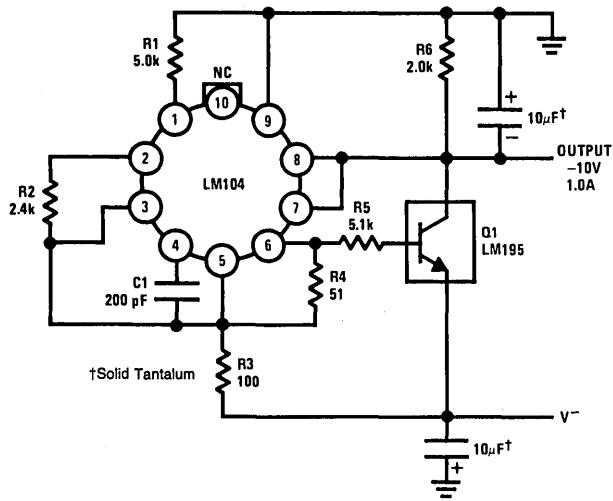 R1
5.0k
NC
R6
2.0k
10
1
9
+
10µF†
−
2
8
OUTPUT
−10V
1.0A
R2
2.4k
LM104
3
7
R5
5.1k
Q1
LM195
4
6
5
C1
200 pF
R4
51
†Solid Tantalum
R3
100
V−
10µF†
+